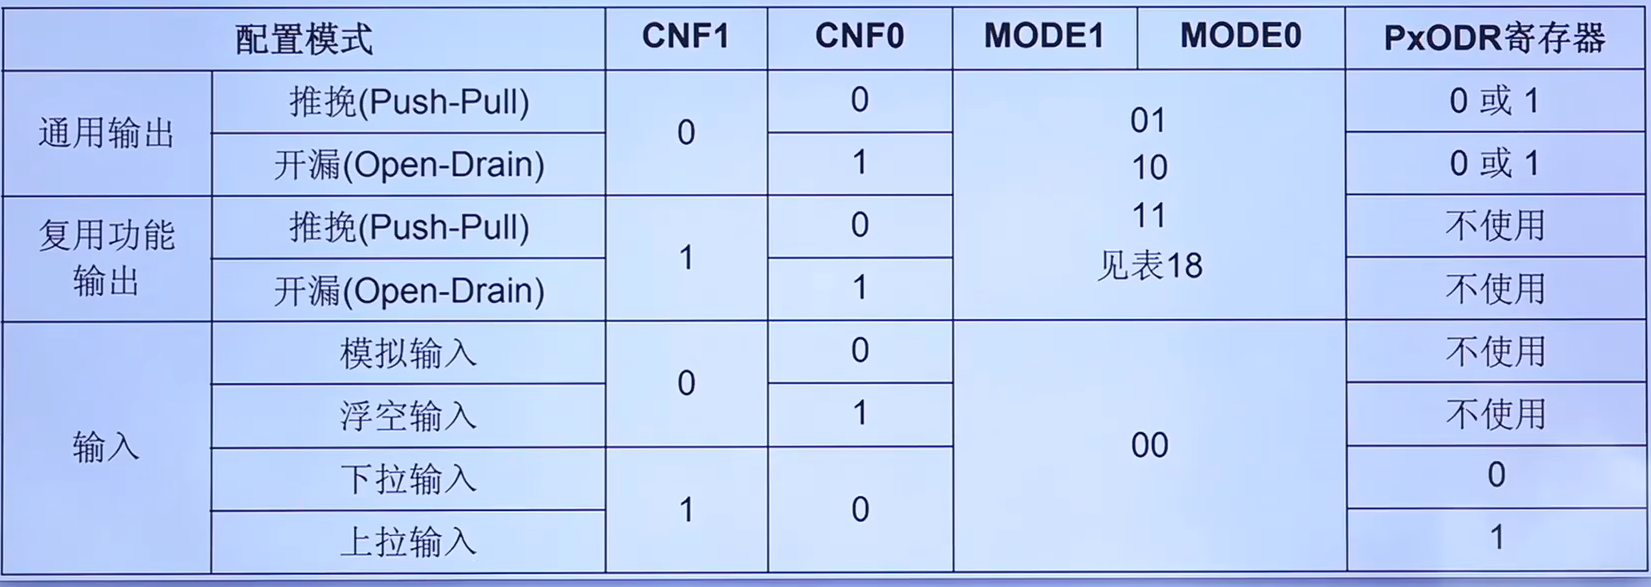 配置模式 CNF1 CNF0 MODE1 MODE0 PxODR寄存器
通用输出 推挽(Push-Pull) 0 0 01 10 11 见表18 0 或 1
开漏(Open-Drain) 1 0 或 1
复用功能
输出
推挽(Push-Pull) 1 0 不使用
开漏(Open-Drain) 1 不使用
输入 模拟输入 0 0 00 不使用
浮空输入 1 不使用
下拉输入 1 0 0
上拉输入 1